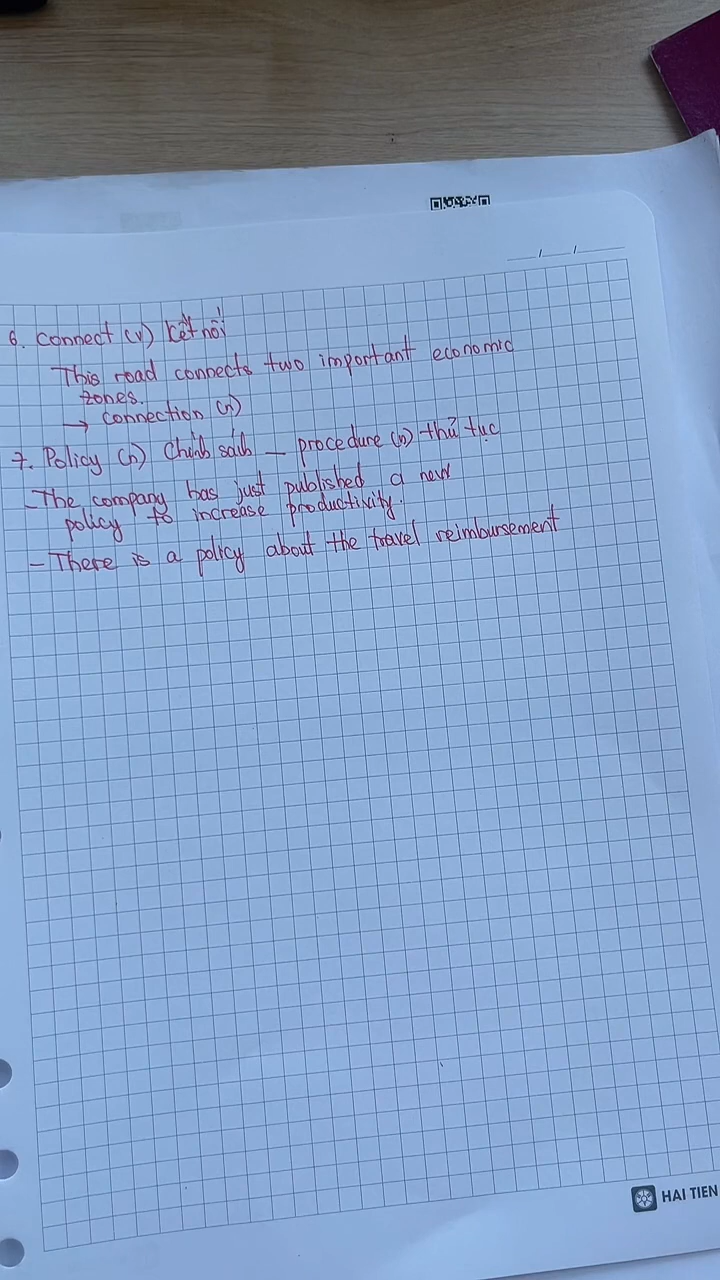 6. Connect (v) kết nối
This road connects two important economic
zones.
→ connection (n)
7. Policy (n) Chính sách – procedure (n) thủ tục
- The company has just published a new
policy to increase productivity.
- There is a policy about the travel reimbursement
HAI TIEN